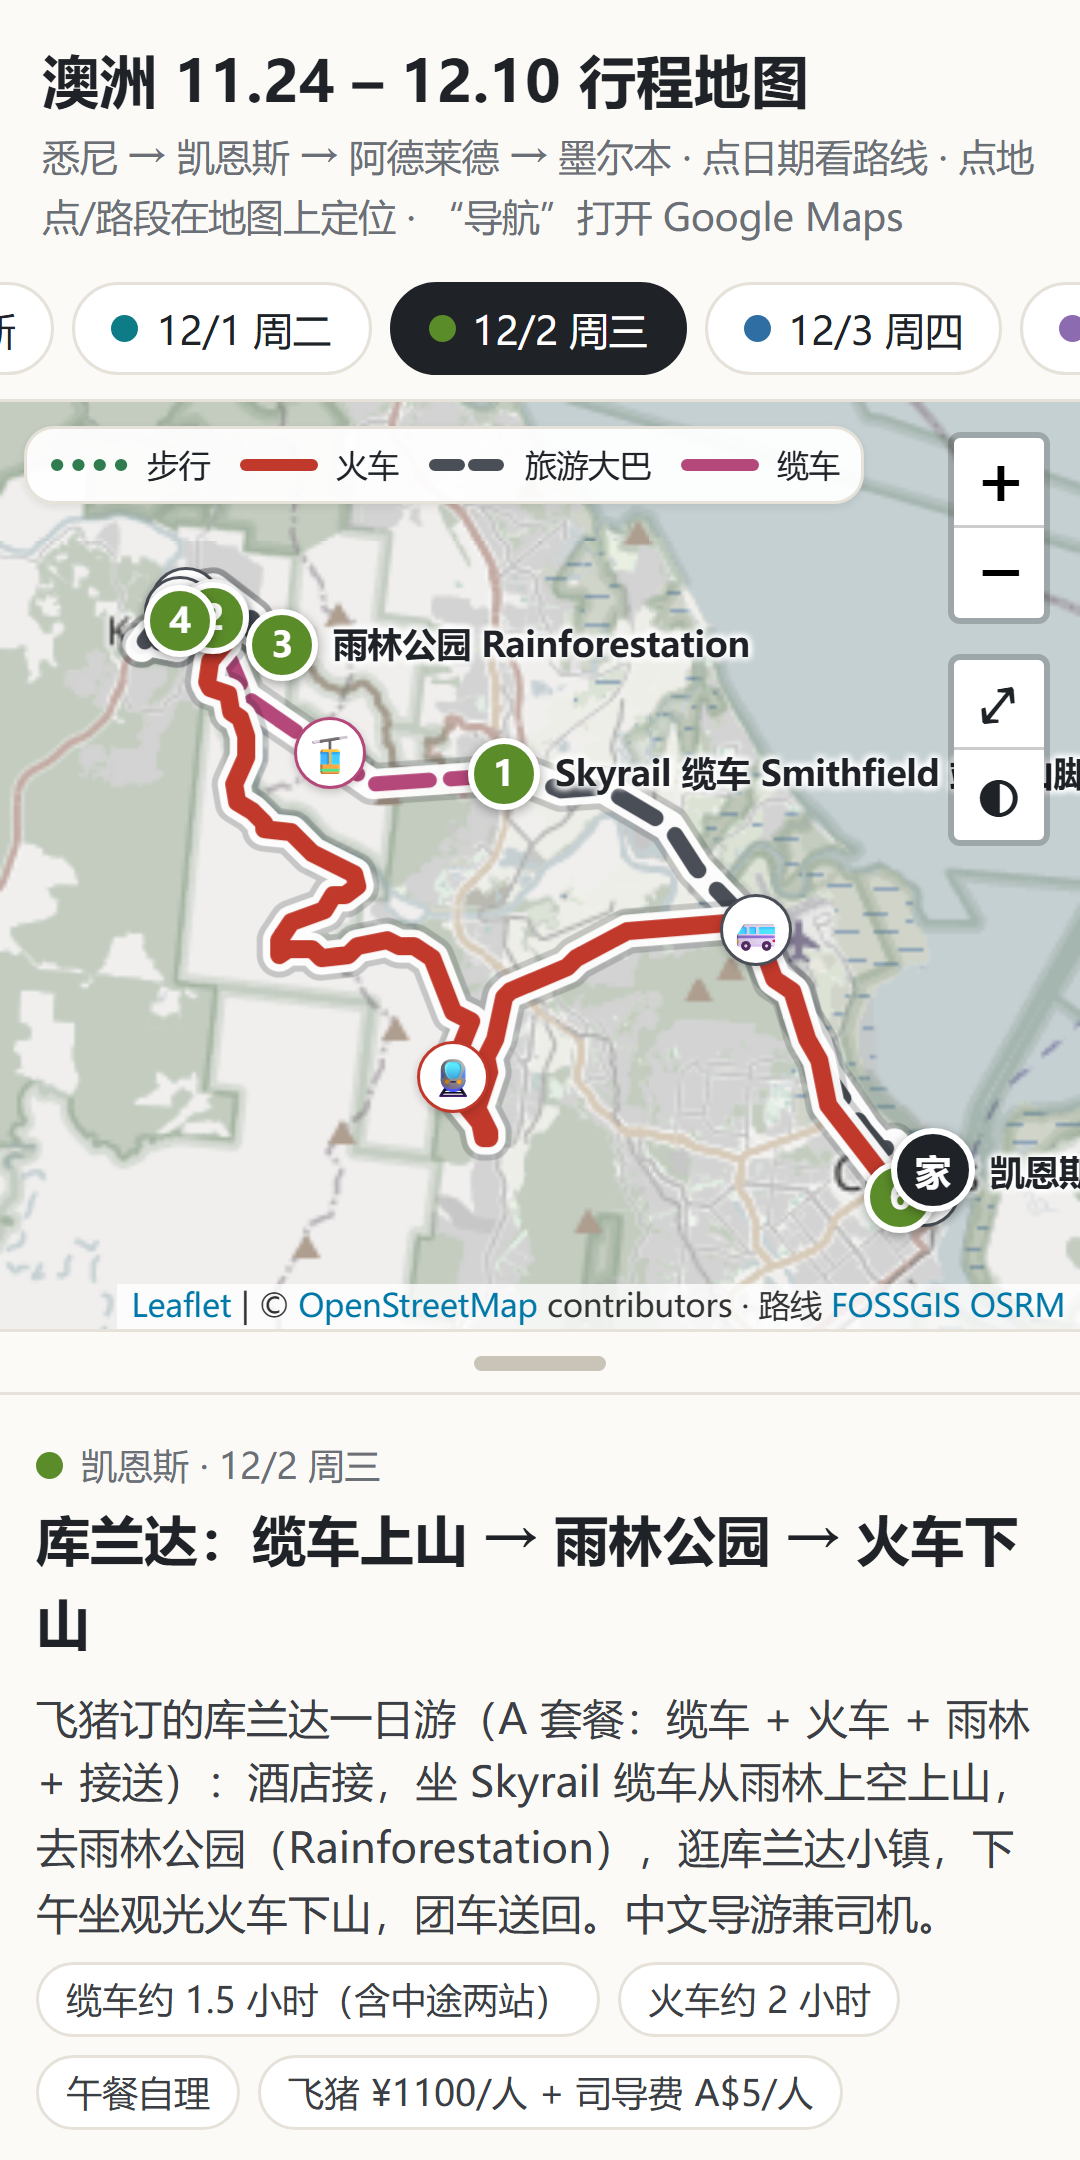 澳洲 11.24 – 12.10 行程地图
悉尼 → 凯恩斯 → 阿德莱德 → 墨尔本 · 点日期看路线 · 点地
点/路段在地图上定位 · “导航” 打开 Google Maps
12/1 周二
12/2 周三
12/3 周四
步行
火车
旅游大巴
缆车
+
−
4
2
3
雨林公园 Rainforestation
1
Skyrail 缆车 Smithfield
家
凯恩斯
Leaflet | © OpenStreetMap contributors · 路线 FOSSGIS OSRM
凯恩斯 · 12/2 周三
库兰达：缆车上山 → 雨林公园 → 火车下
山
飞猪订的库兰达一日游（A 套餐：缆车 + 火车 + 雨林
+ 接送）：酒店接，坐 Skyrail 缆车从雨林上空上山，
去雨林公园（Rainforestation），逛库兰达小镇，下
午坐观光火车下山，团车送回。中文导游兼司机。
缆车约 1.5 小时（含中途两站）
火车约 2 小时
午餐自理
飞猪 ¥1100/人 + 司导费 A$5/人